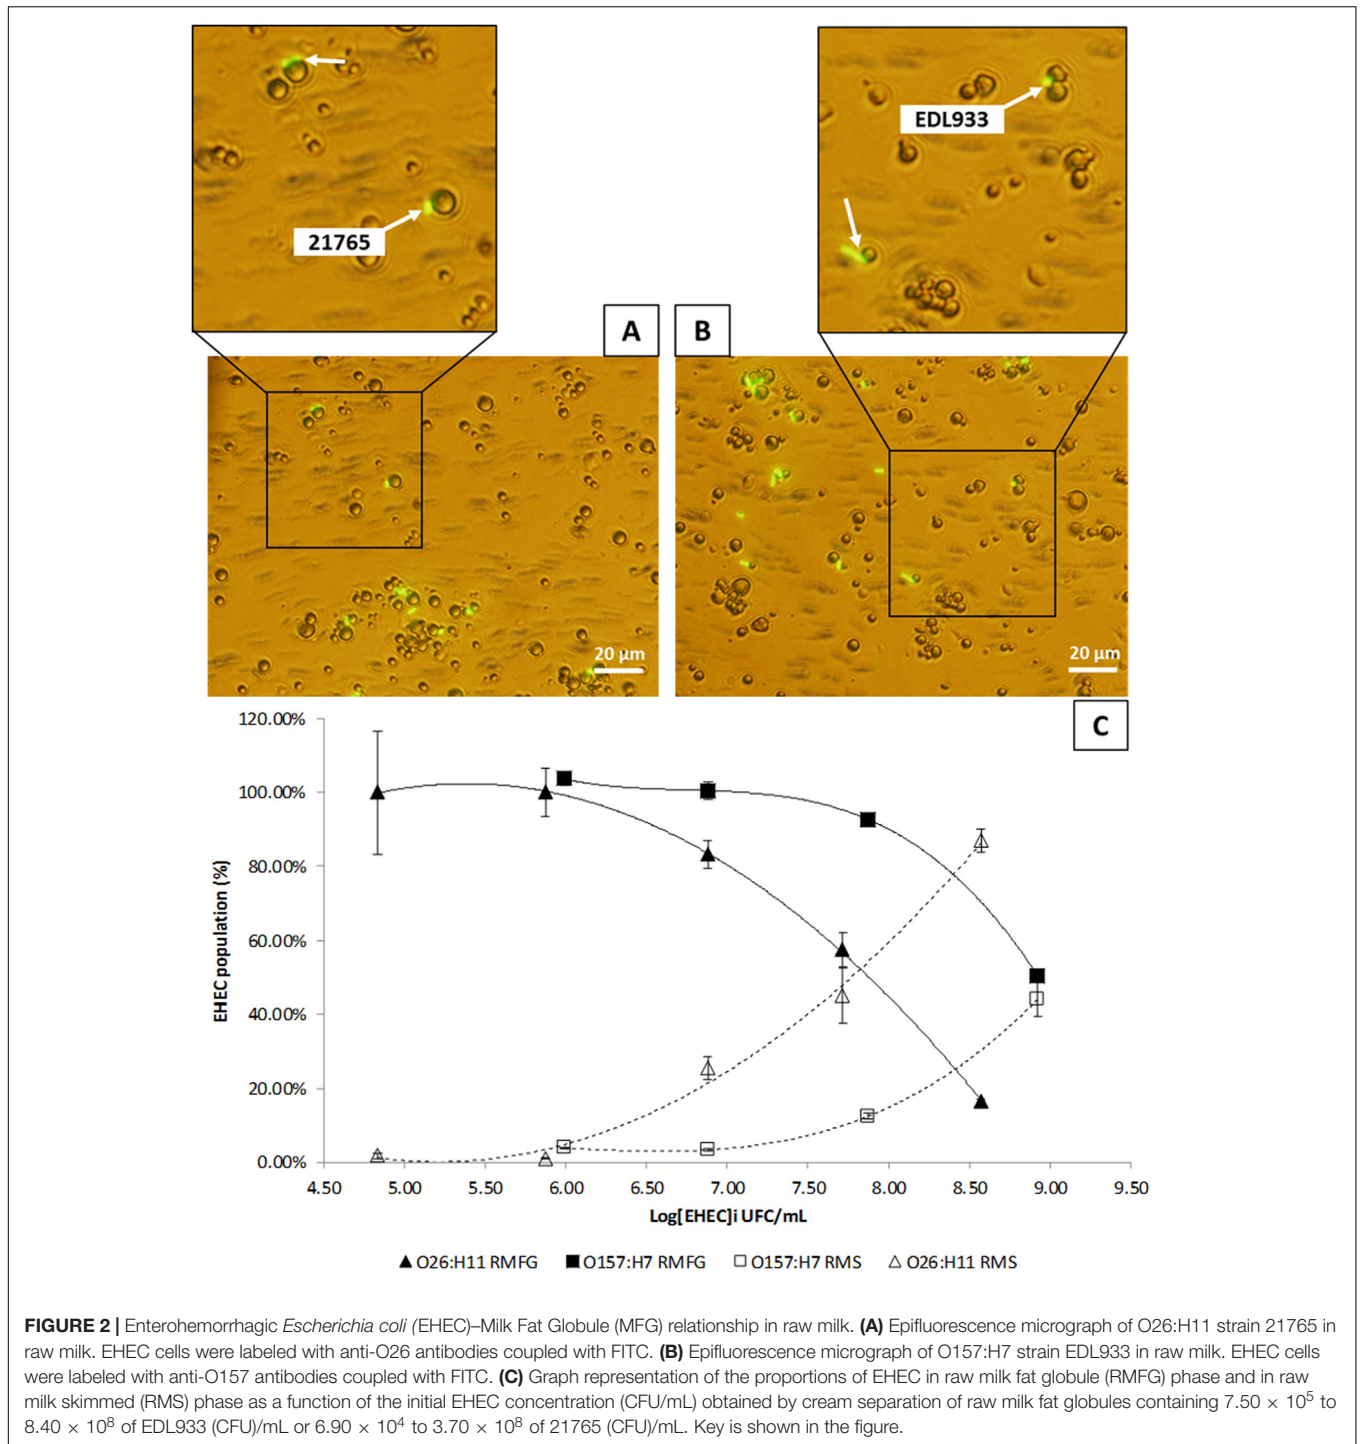 21765
EDL933
A
B
20 µm
20 µm
C
120.00%
100.00%
80.00%
60.00%
40.00%
20.00%
0.00%
EHEC population (%)
4.50 5.00 5.50 6.00 6.50 7.00 7.50 8.00 8.50 9.00 9.50
Log[EHEC]i UFC/mL
▲ O26:H11 RMFG ■ O157:H7 RMFG □ O157:H7 RMS △ O26:H11 RMS
FIGURE 2 | Enterohemorrhagic Escherichia coli (EHEC)–Milk Fat Globule (MFG) relationship in raw milk. (A) Epifluorescence micrograph of O26:H11 strain 21765 in
raw milk. EHEC cells were labeled with anti-O26 antibodies coupled with FITC. (B) Epifluorescence micrograph of O157:H7 strain EDL933 in raw milk. EHEC cells
were labeled with anti-O157 antibodies coupled with FITC. (C) Graph representation of the proportions of EHEC in raw milk fat globule (RMFG) phase and in raw
milk skimmed (RMS) phase as a function of the initial EHEC concentration (CFU/mL) obtained by cream separation of raw milk fat globules containing 7.50 × 10⁵ to
8.40 × 10⁸ of EDL933 (CFU)/mL or 6.90 × 10⁴ to 3.70 × 10⁸ of 21765 (CFU)/mL. Key is shown in the figure.